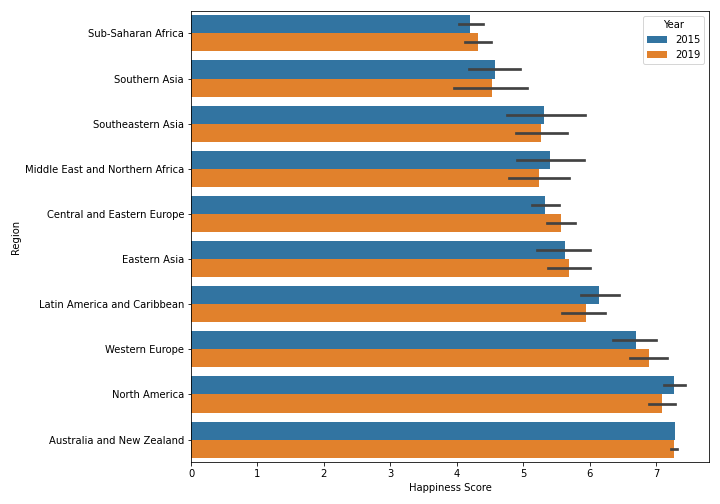 Sub-Saharan Africa
Southern Asia
Southeastern Asia
Middle East and Northern Africa
Central and Eastern Europe
Eastern Asia
Latin America and Caribbean
Western Europe
North America
Australia and New Zealand
Region
Year
2015
2019
0 1 2 3 4 5 6 7
Happiness Score